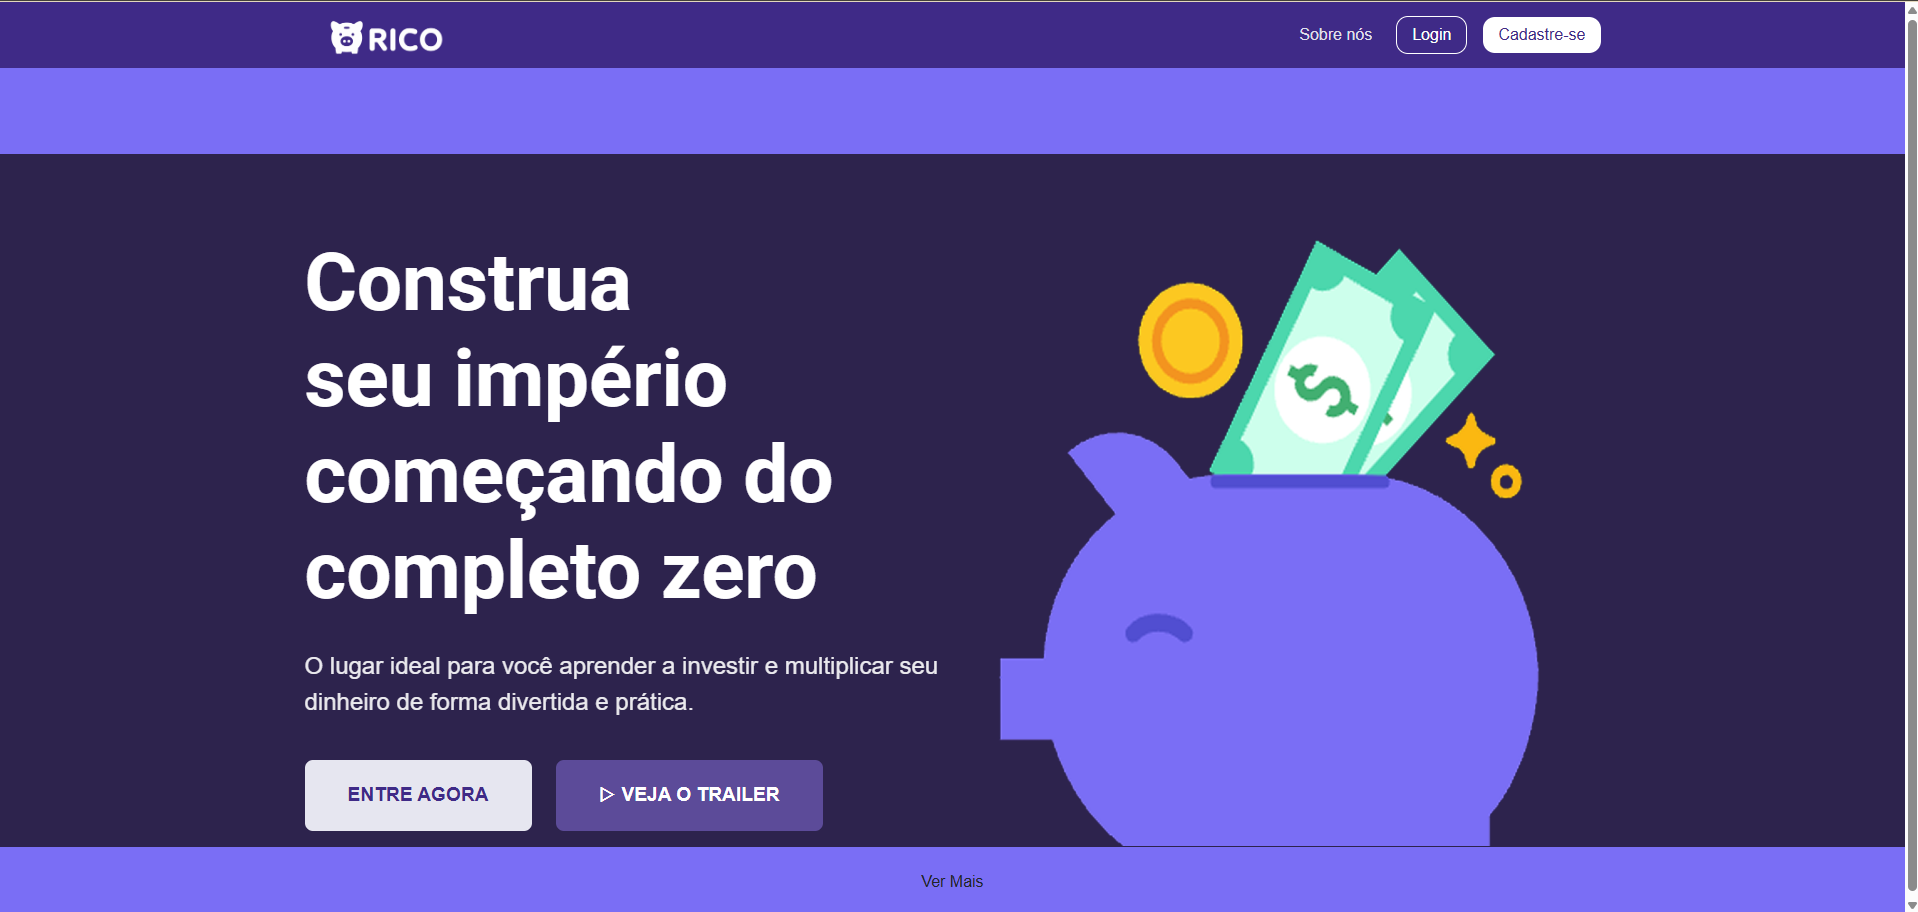 RICO
Sobre nós
Login
Cadastre-se
Construa
seu império
começando do
completo zero
O lugar ideal para você aprender a investir e multiplicar seu
dinheiro de forma divertida e prática.
ENTRE AGORA
▷ VEJA O TRAILER
$
Ver Mais